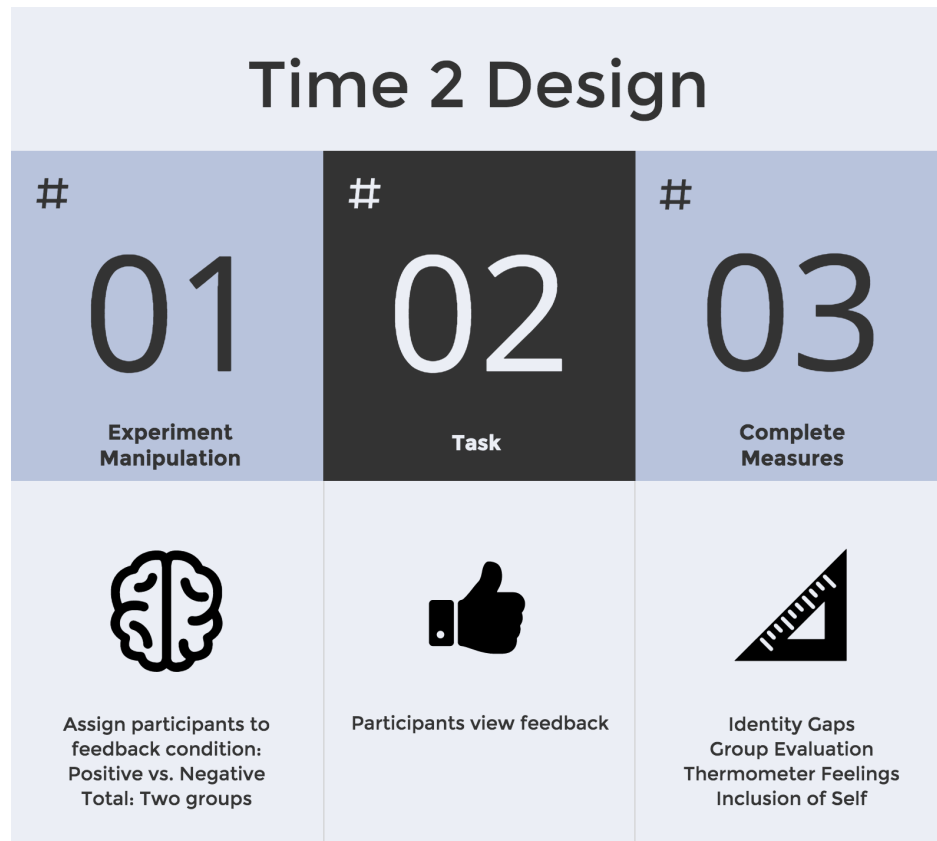 Time 2 Design
#
01
Experiment
Manipulation
#
02
Task
#
03
Complete
Measures
Assign participants to
feedback condition:
Positive vs. Negative
Total: Two groups
Participants view feedback
Identity Gaps
Group Evaluation
Thermometer Feelings
Inclusion of Self